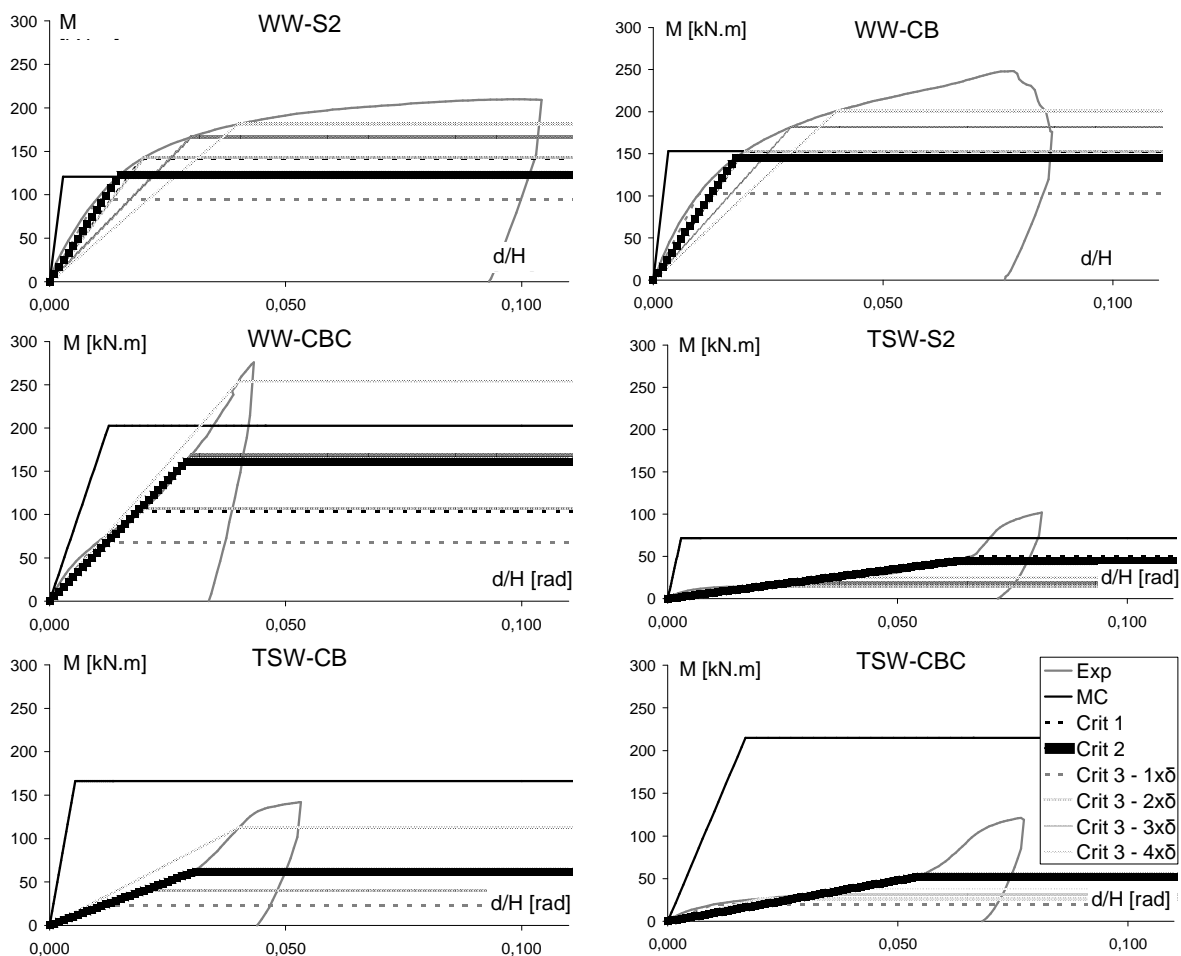 WW-S2
M
300
250
200
150
100
50
0
d/H
0,000
0,050
0,100
WW-CB
M [kN.m]
300
250
200
150
100
50
0
d/H
0,000
0,050
0,100
WW-CBC
M [kN.m]
300
250
200
150
100
50
0
d/H [rad]
0,000
0,050
0,100
TSW-S2
M [kN.m]
300
250
200
150
100
50
0
d/H [rad]
0,000
0,050
0,100
TSW-CB
M [kN.m]
300
250
200
150
100
50
0
d/H [rad]
0,000
0,050
0,100
TSW-CBC
M [kN.m]
300
250
200
150
100
50
0
Exp
MC
Crit 1
Crit 2
Crit 3 - 1xδ
Crit 3 - 2xδ
Crit 3 - 3xδ
Crit 3 - 4xδ
d/H [rad]
0,000
0,050
0,100